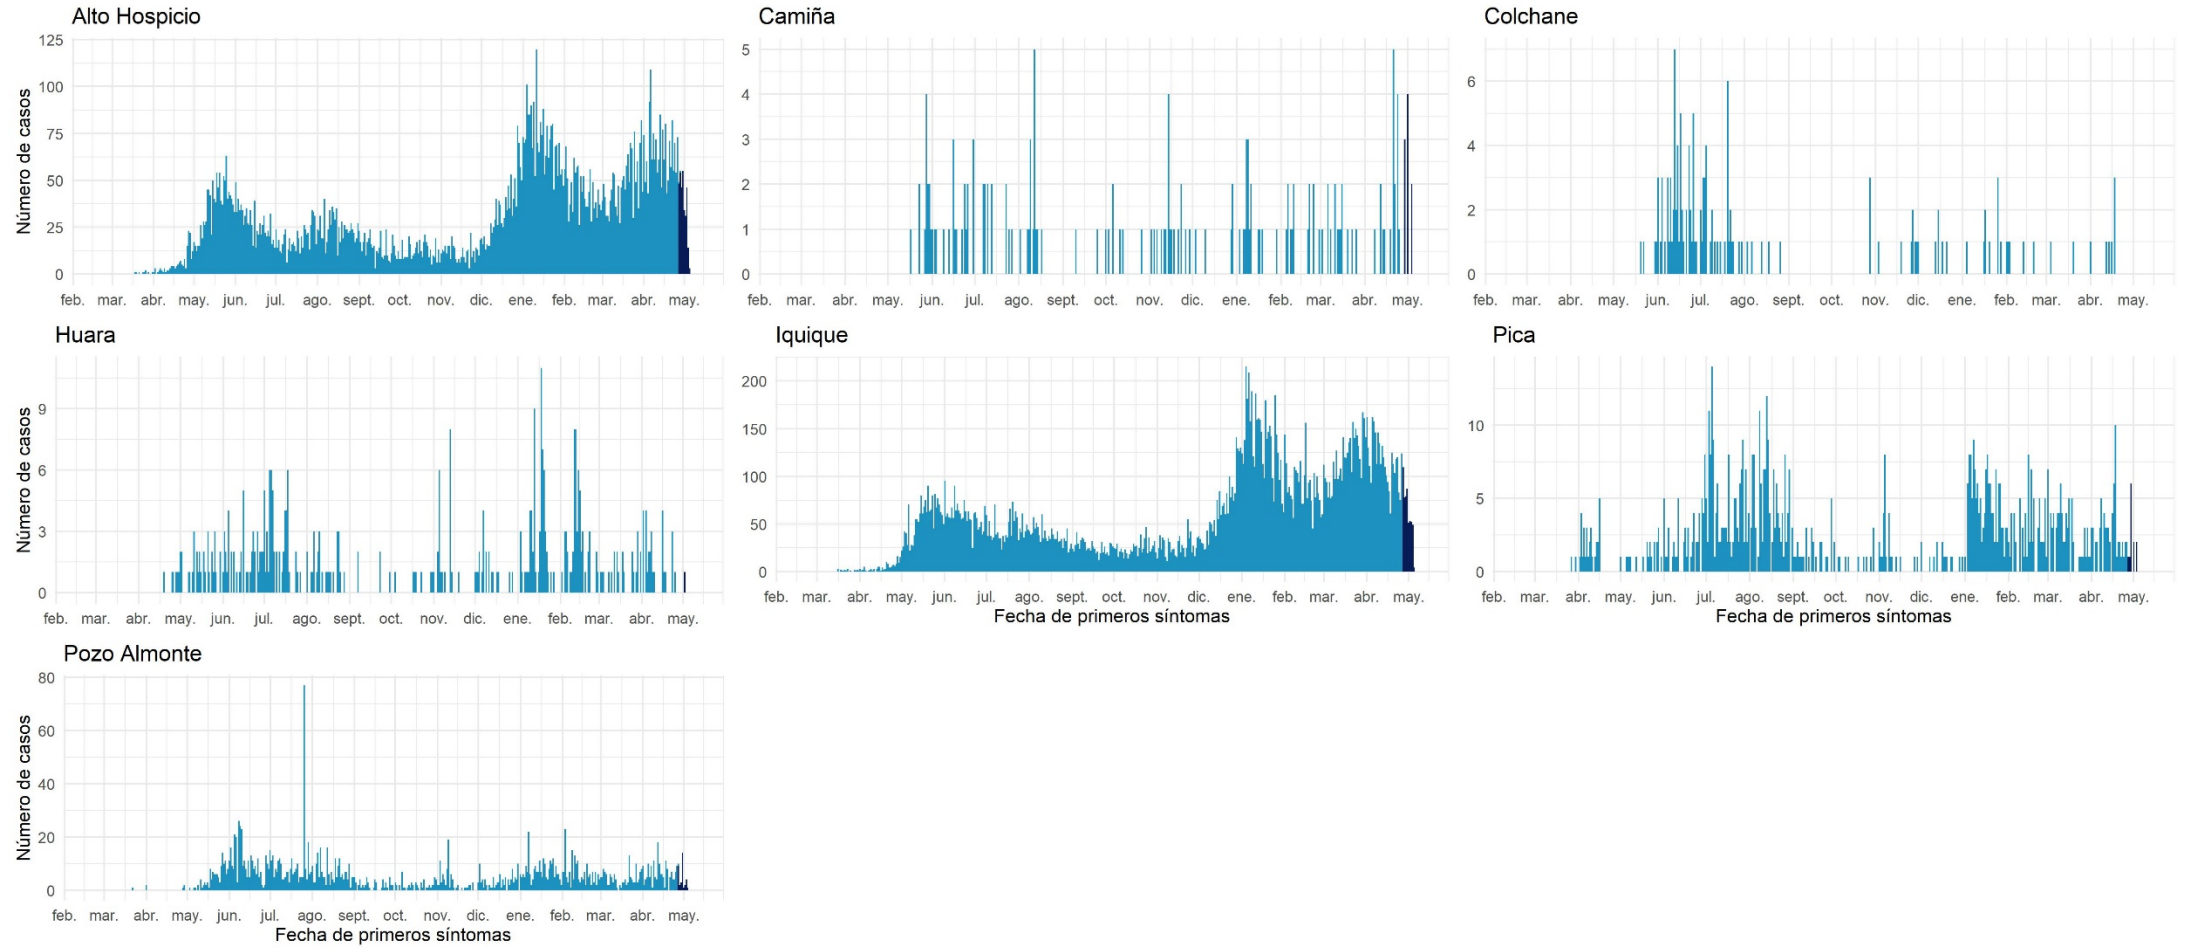 Alto Hospicio
Número de casos
125
100
75
50
25
0
feb. mar. abr. may. jun. jul. ago. sept. oct. nov. dic. ene. feb. mar. abr. may.
Camiña
5
4
3
2
1
0
feb. mar. abr. may. jun. jul. ago. sept. oct. nov. dic. ene. feb. mar. abr. may.
Colchane
6
4
2
0
feb. mar. abr. may. jun. jul. ago. sept. oct. nov. dic. ene. feb. mar. abr. may.
Huara
Número de casos
9
6
3
0
feb. mar. abr. may. jun. jul. ago. sept. oct. nov. dic. ene. feb. mar. abr. may.
Iquique
200
150
100
50
0
feb. mar. abr. may. jun. jul. ago. sept. oct. nov. dic. ene. feb. mar. abr. may.
Fecha de primeros síntomas
Pica
10
5
0
feb. mar. abr. may. jun. jul. ago. sept. oct. nov. dic. ene. feb. mar. abr. may.
Fecha de primeros síntomas
Pozo Almonte
Número de casos
80
60
40
20
0
feb. mar. abr. may. jun. jul. ago. sept. oct. nov. dic. ene. feb. mar. abr. may.
Fecha de primeros síntomas